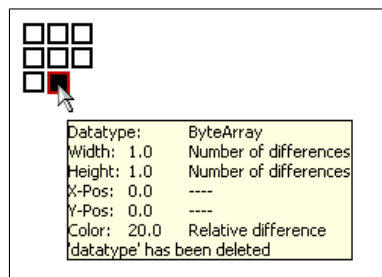 Datatype: ByteArray
Width: 1.0 Number of differences
Height: 1.0 Number of differences
X-Pos: 0.0 ----
Y-Pos: 0.0 ----
Color: 20.0 Relative difference
'datatype' has been deleted